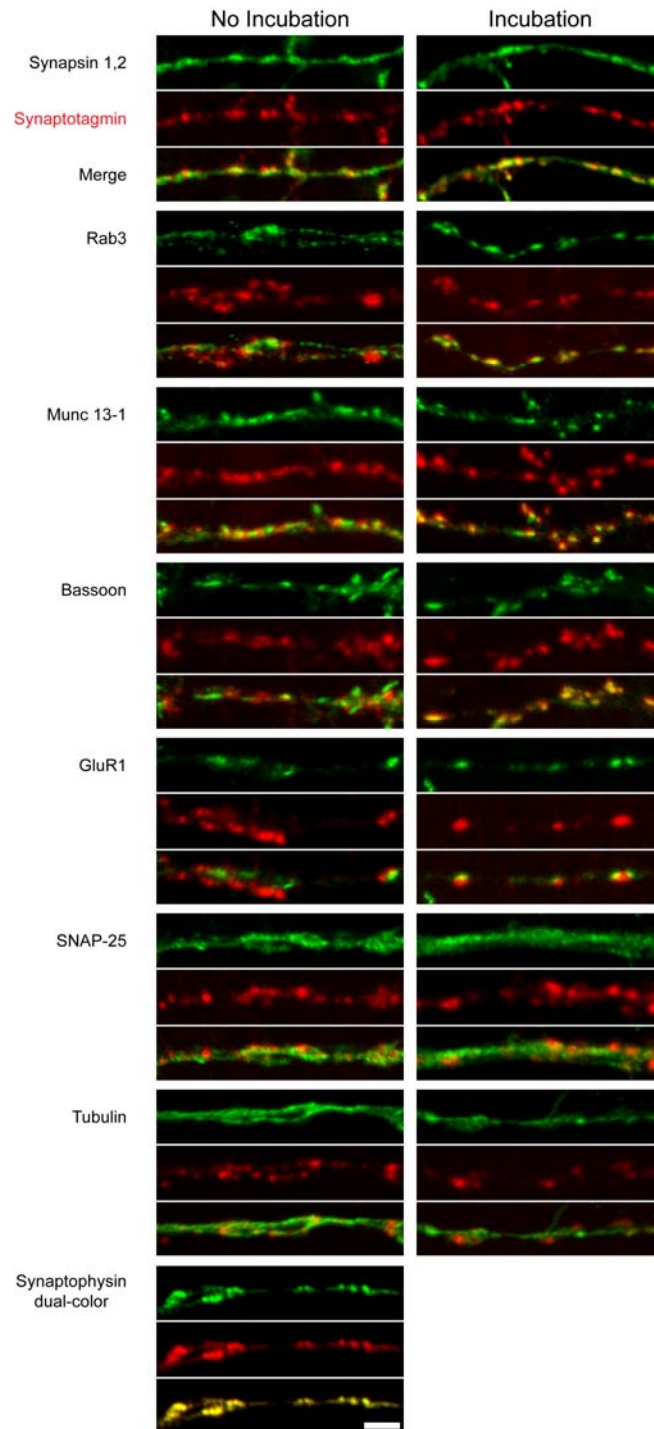 No Incubation
Incubation
Synapsin 1,2
Synaptotagmin
Merge
Rab3
Munc 13-1
Bassoon
GluR1
SNAP-25
Tubulin
Synaptophysin
dual-color